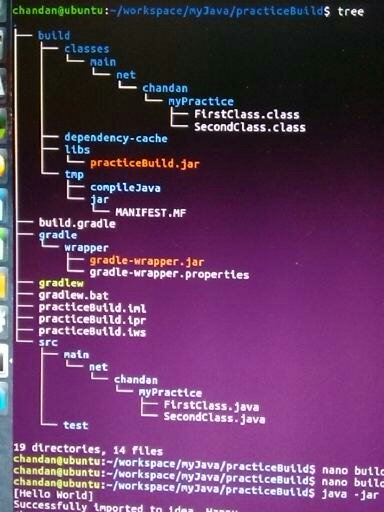 chandan@ubuntu:~/workspace/myJava/practiceBuild$ tree
.
build
classes
main
net
chandan
myPractice
FirstClass.class
SecondClass.class
dependency-cache
libs
practiceBuild.jar
tmp
compileJava
jar
MANIFEST.MF
build.gradle
gradle
wrapper
gradle-wrapper.jar
gradle-wrapper.properties
gradlew
gradlew.bat
practiceBuild.iml
practiceBuild.ipr
practiceBuild.iws
src
main
net
chandan
myPractice
FirstClass.java
SecondClass.java
test
19 directories, 14 files
chandan@ubuntu:~/workspace/myJava/practiceBuild$ nano build
chandan@ubuntu:~/workspace/myJava/practiceBuild$ nano build
chandan@ubuntu:~/workspace/myJava/practiceBuild$ java -jar
[Hello World]
Successfully imported to idea. Happy